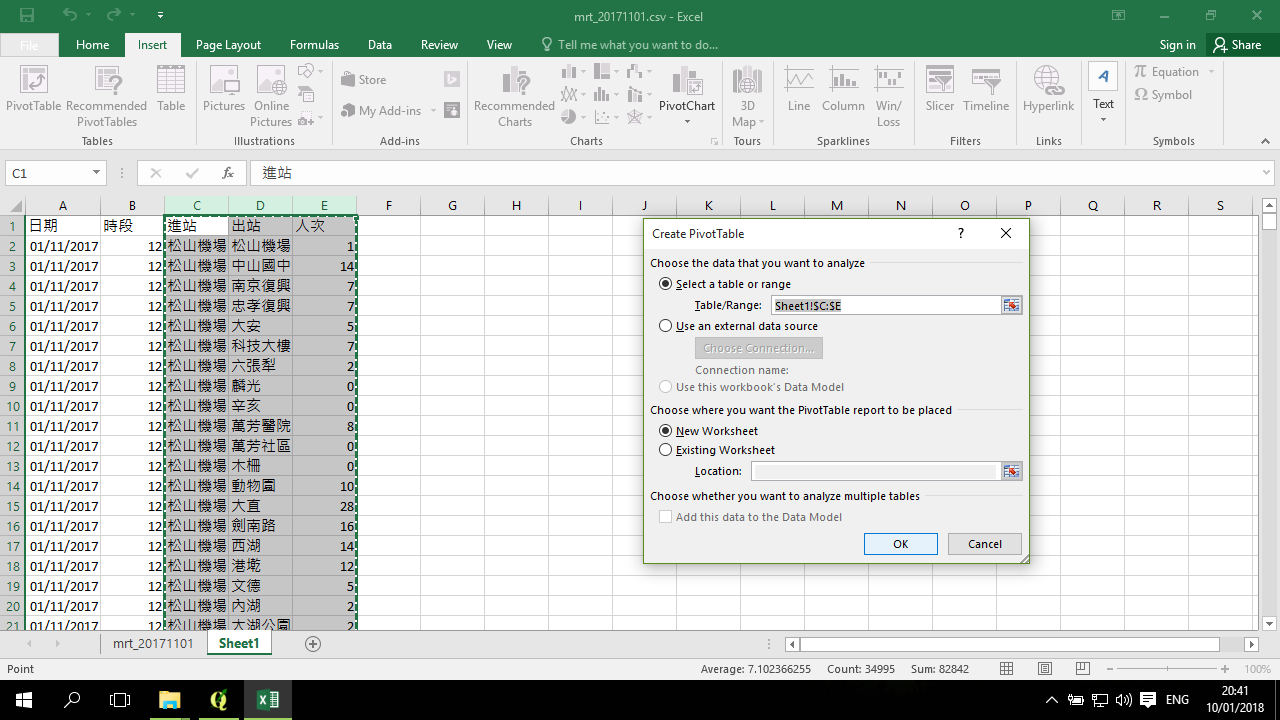 mrt_20171101.csv - Excel
File Home Insert Page Layout Formulas Data Review View Tell me what you want to do... Sign in Share
PivotTable Recommended PivotTables Table
Tables
Pictures Online Pictures
Illustrations
Store
My Add-ins
Add-ins
Recommended Charts
PivotChart
Charts
3D Map
Tours
Line Column Win/Loss
Sparklines
Slicer Timeline
Filters
Hyperlink
Links
A
Text
π Equation
Ω Symbol
Symbols
C1 fx 進站
A B C D E F G H I J K L M N O P Q R S
1 日期 時段 進站 出站 人次
2 01/11/2017 12 松山機場 松山機場 1
3 01/11/2017 12 松山機場 中山國中 14
4 01/11/2017 12 松山機場 南京復興 7
5 01/11/2017 12 松山機場 忠孝復興 7
6 01/11/2017 12 松山機場 大安 5
7 01/11/2017 12 松山機場 科技大樓 7
8 01/11/2017 12 松山機場 六張犁 2
9 01/11/2017 12 松山機場 麟光 0
10 01/11/2017 12 松山機場 辛亥 0
11 01/11/2017 12 松山機場 萬芳醫院 8
12 01/11/2017 12 松山機場 萬芳社區 0
13 01/11/2017 12 松山機場 木柵 0
14 01/11/2017 12 松山機場 動物園 10
15 01/11/2017 12 松山機場 大直 28
16 01/11/2017 12 松山機場 劍南路 16
17 01/11/2017 12 松山機場 西湖 14
18 01/11/2017 12 松山機場 港墘 12
19 01/11/2017 12 松山機場 文德 5
20 01/11/2017 12 松山機場 內湖 2
21 01/11/2017 12 松山機場 大湖公園 2
Create PivotTable ?
Choose the data that you want to analyze
Select a table or range
Table/Range: Sheet1!$C:$E
Use an external data source
Choose Connection...
Connection name:
Use this workbook's Data Model
Choose where you want the PivotTable report to be placed
New Worksheet
Existing Worksheet
Location:
Choose whether you want to analyze multiple tables
Add this data to the Data Model
OK Cancel
mrt_20171101 Sheet1
Point Average: 7.102366255 Count: 34995 Sum: 82842 100%
ENG 20:41
10/01/2018